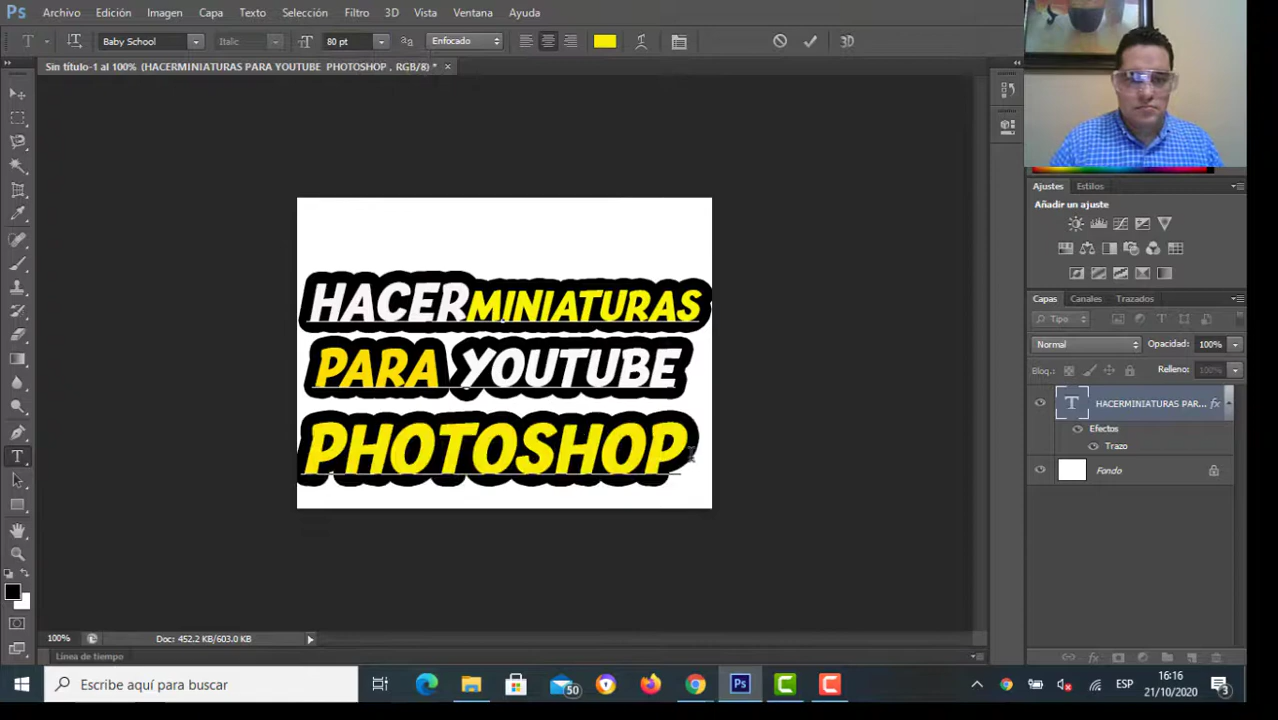 Ps Archivo Edición Imagen Capa Texto Selección Filtro 3D Vista Ventana Ayuda
T Baby School Italic 80 pt aa Enfocado 3D
Sin título-1 al 100% (HACERMINIATURAS PARA YOUTUBE PHOTOSHOP , RGB/8) * ×
HACERMINIATURAS
PARA YOUTUBE
PHOTOSHOP
Ajustes Estilos
Añadir un ajuste
Capas Canales Trazados
Tipo
Normal Opacidad: 100%
Bloq.: Relleno: 100%
T HACERMINIATURAS PAR... fx
Efectos
Trazo
Fondo
100% Doc: 452.2 KB/603.0 KB
Línea de tiempo
Escribe aquí para buscar
50
Ps
ESP
16:16
21/10/2020
3